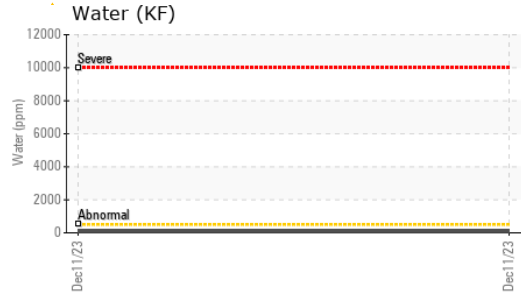 Water (KF)
12000
Severe
10000
8000
6000
4000
2000
Abnormal
0
Water (ppm)
Dec11/23
Dec11/23